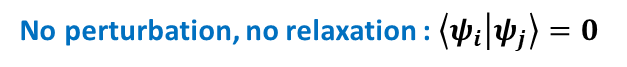 No perturbation, no relaxation : ⟨ψᵢ|ψⱼ⟩ = 0